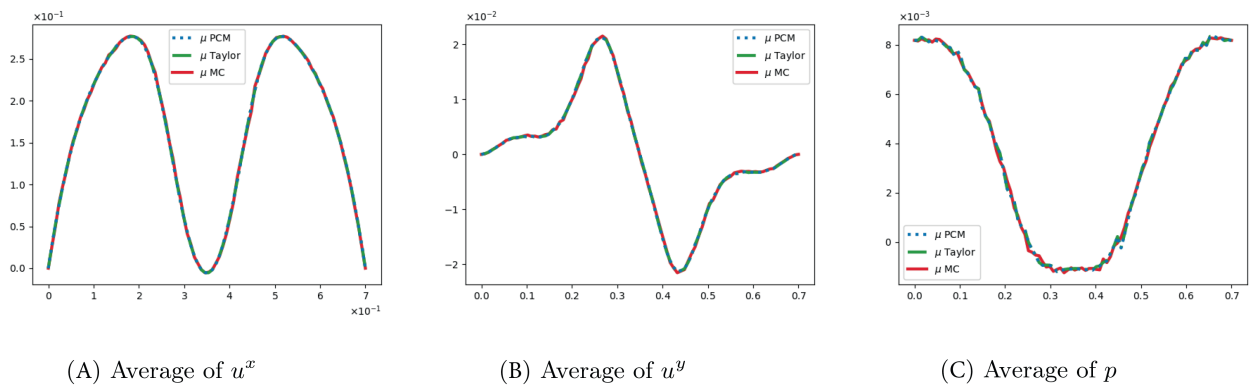 ×10⁻¹
2.5
2.0
1.5
1.0
0.5
0.0
0 1 2 3 4 5 6 7
×10⁻¹
μ PCM
μ Taylor
μ MC
(A) Average of uˣ
×10⁻²
2
1
0
−1
−2
0.0 0.1 0.2 0.3 0.4 0.5 0.6 0.7
μ PCM
μ Taylor
μ MC
(B) Average of uʸ
×10⁻³
8
6
4
2
0
0.0 0.1 0.2 0.3 0.4 0.5 0.6 0.7
μ PCM
μ Taylor
μ MC
(C) Average of p